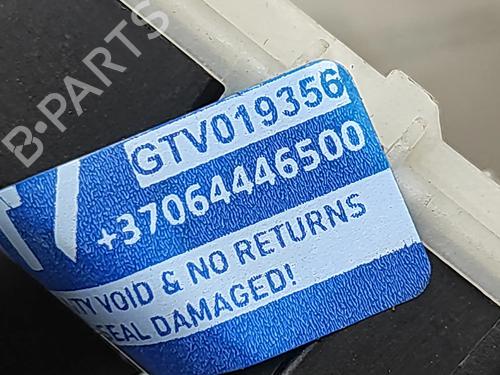 B-PARTS
GTV019356
+37064446500
TY VOID & NO RETURNS
SEAL DAMAGED!